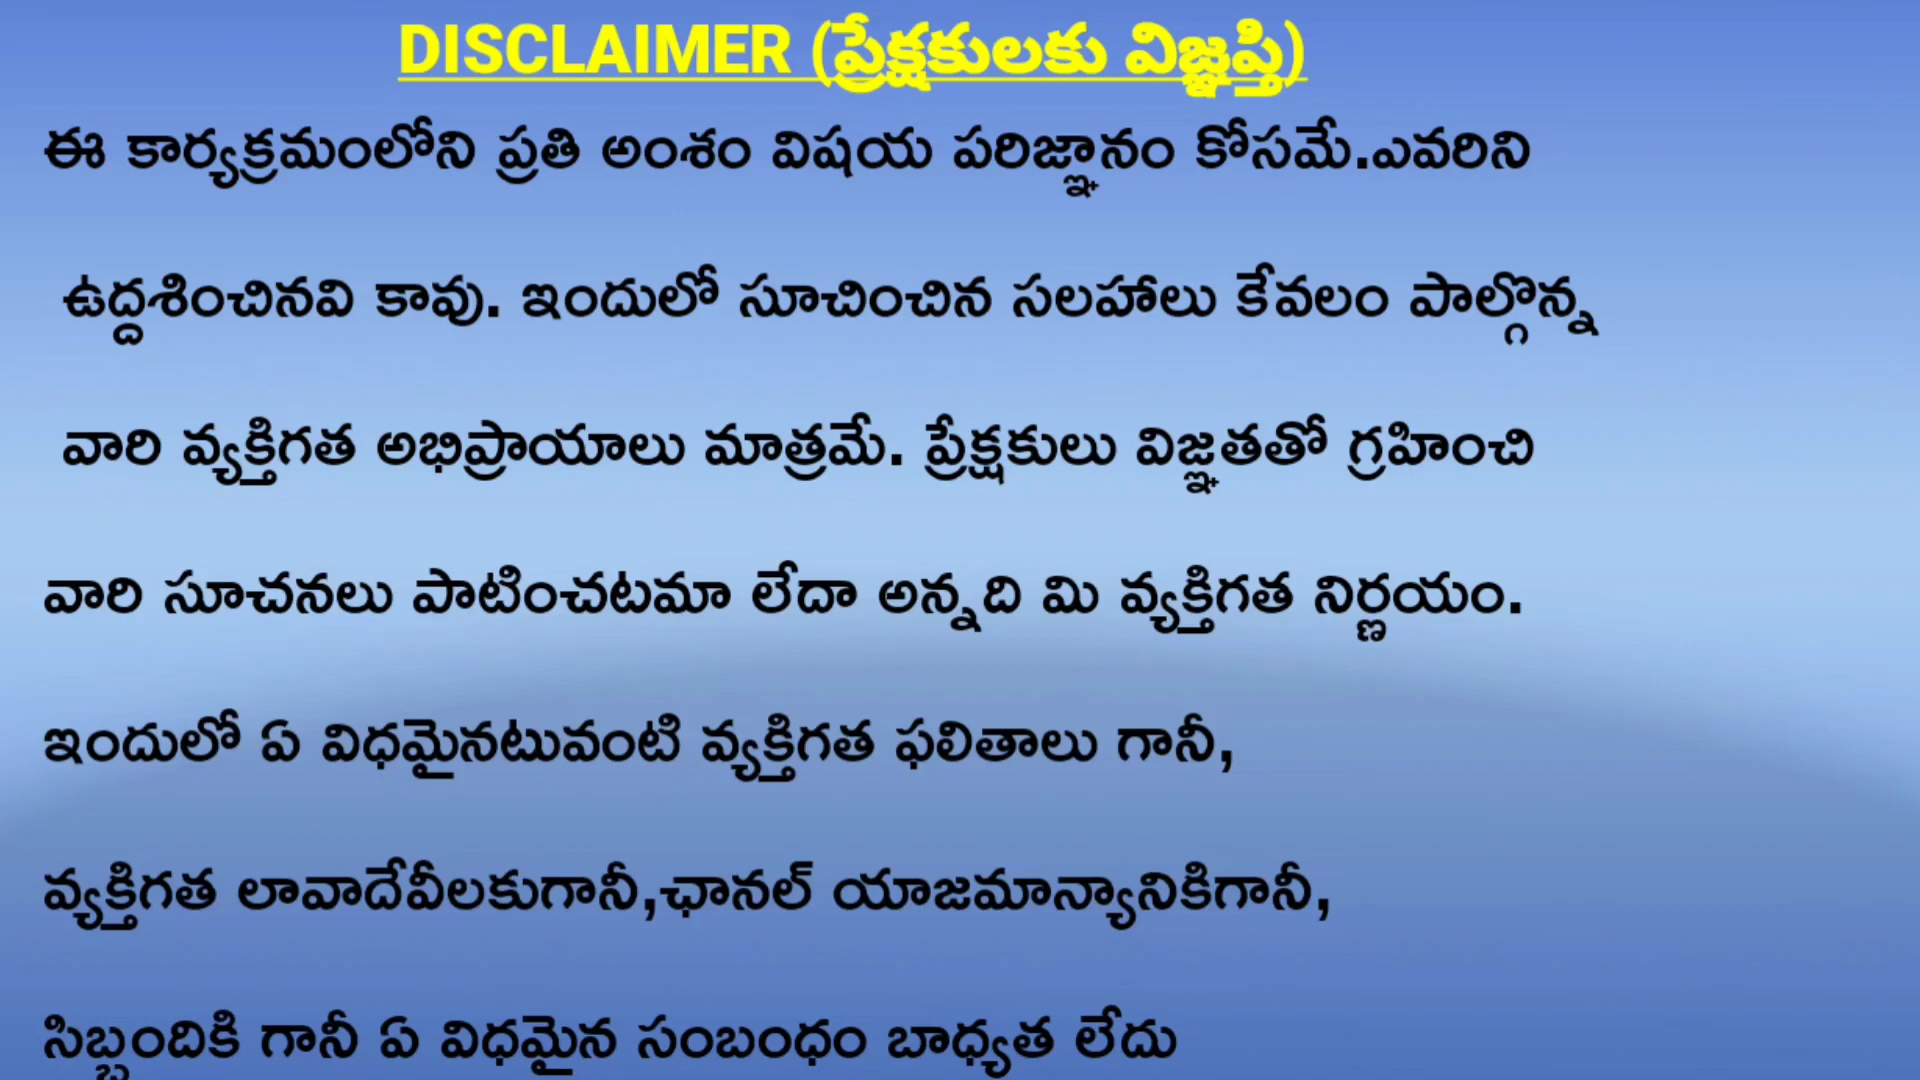 DISCLAIMER (ప్రేక్షకులకు విజ్ఞప్తి)
ఈ కార్యక్రమంలోని ప్రతి అంశం విషయ పరిజ్ఞానం కోసమే.ఎవరిని
ఉద్దశించినవి కావు. ఇందులో సూచించిన సలహాలు కేవలం పాల్గొన్న
వారి వ్యక్తిగత అభిప్రాయాలు మాత్రమే. ప్రేక్షకులు విజ్ఞతతో గ్రహించి
వారి సూచనలు పాటించటమా లేదా అన్నది మి వ్యక్తిగత నిర్ణయం.
ఇందులో ఏ విధమైనటువంటి వ్యక్తిగత ఫలితాలు గానీ,
వ్యక్తిగత లావాదేవీలకుగానీ,ఛానల్ యాజమాన్యానికిగానీ,
సిబ్బందికి గానీ ఏ విధమైన సంబంధం బాధ్యత లేదు